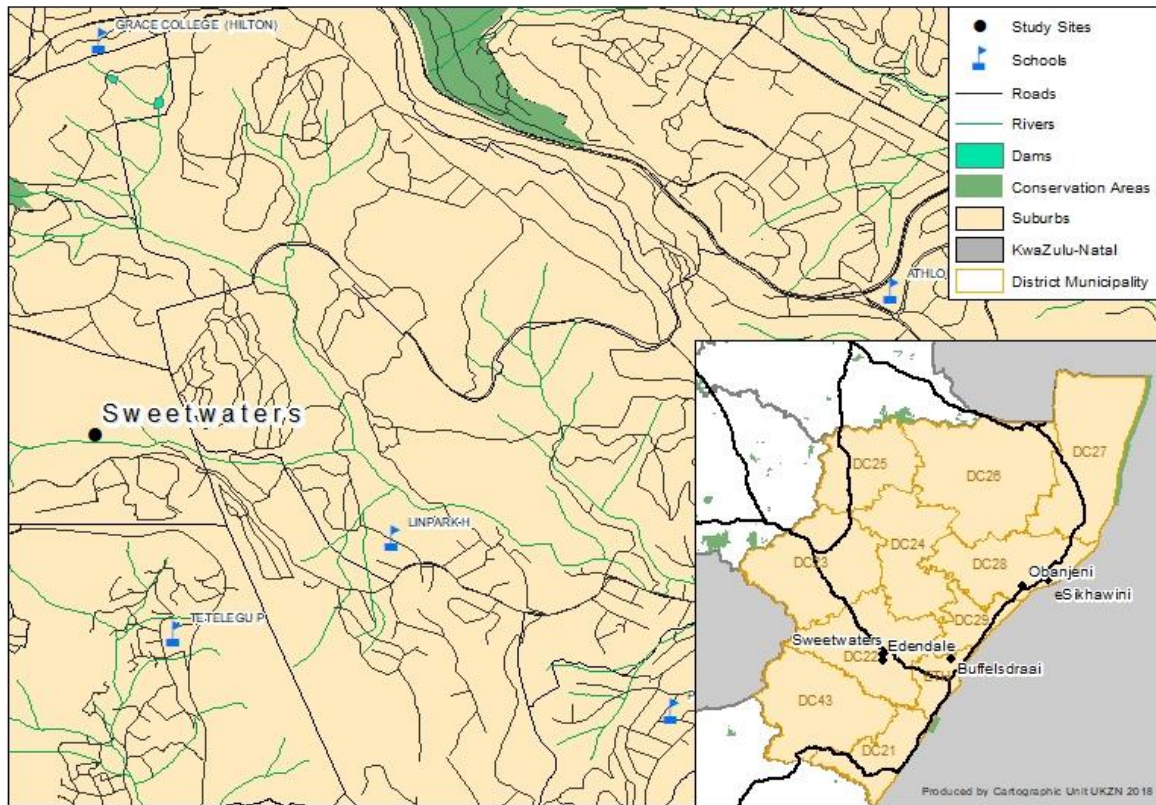 GRACE COLLEGE (HILTON)
Study Sites
Schools
Roads
Rivers
Dams
Conservation Areas
Suburbs
KwaZulu-Natal
District Municipality
ATHLO
Sweetwaters
LINPARK-H
TE-TELEGU P
P
DC27
DC25
DC26
DC24
DC23
DC28
Obanjeni
eSikhawini
DC29
Sweetwaters
Edendale
DC22
Buffelsdraai
DC43
DC21
Produced by Cartographic Unit UKZN 2018